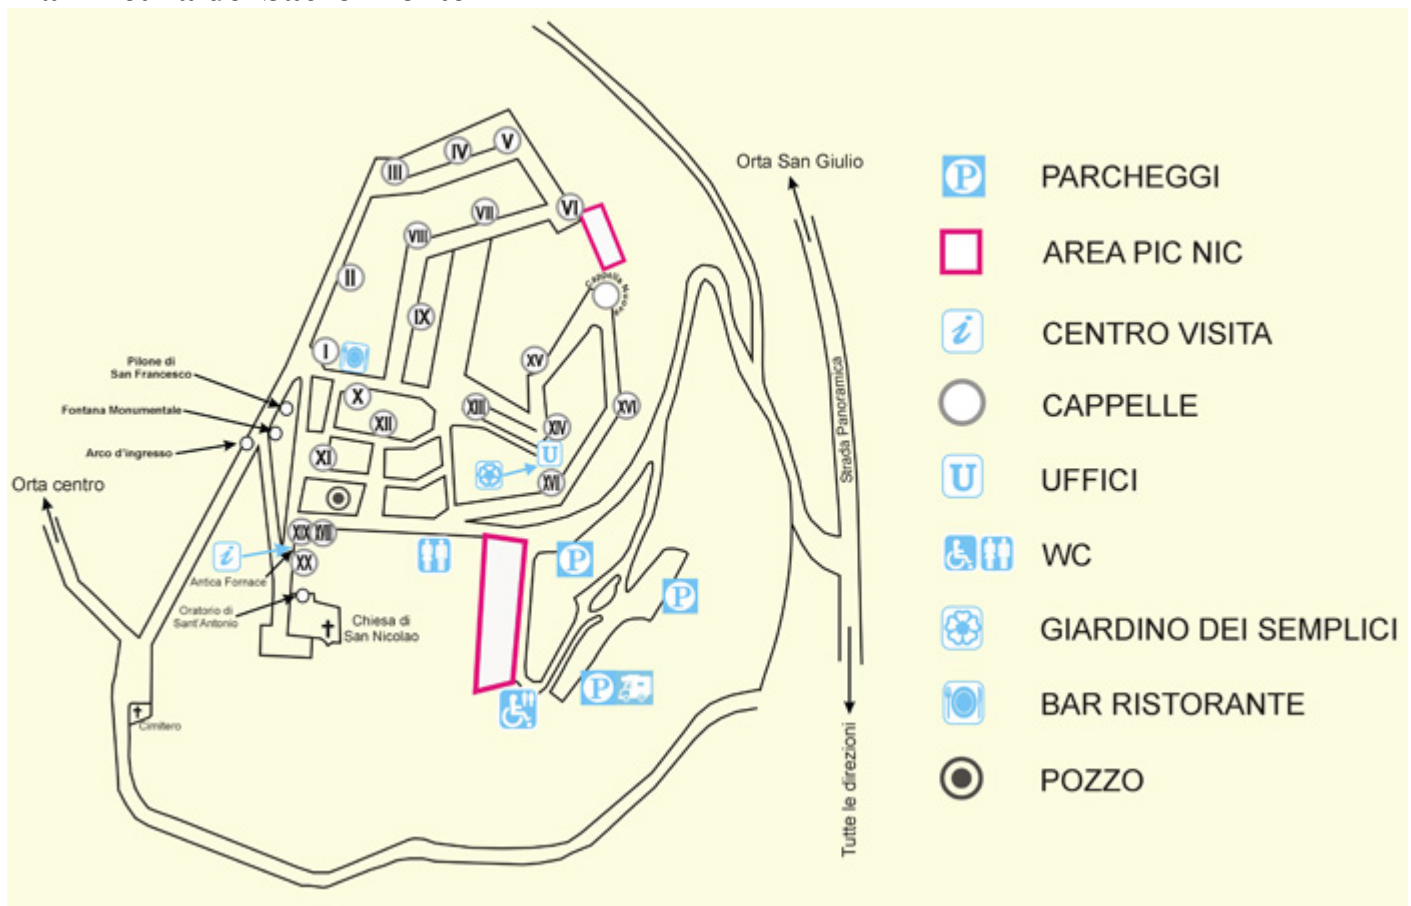 Orta San Giulio
PARCHEGGI
AREA PIC NIC
CENTRO VISITA
CAPPELLE
UFFICI
WC
GIARDINO DEI SEMPLICI
BAR RISTORANTE
POZZO
P
i
U
P
V
IV
III
VI
VII
VIII
II
Cappella Nuova
IX
I
XV
Pilone di
San Francesco
X
XIII
XVI
Fontana Monumentale
XII
XIV
Arco d'ingresso
XI
U
XVII
Orta centro
Strada Panoramica
XIX
XVIII
i
XX
Antica Fornace
P
P
Oratorio di
Sant'Antonio
Chiesa di
San Nicolao
P
Cimitero
Tutte le direzioni